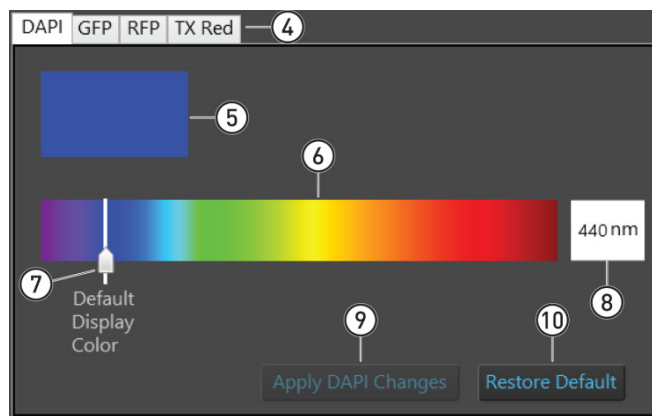 DAPI GFP RFP TX Red 4
5
6
440 nm
7 8
Default
Display
Color
9 10
Apply DAPI Changes Restore Default